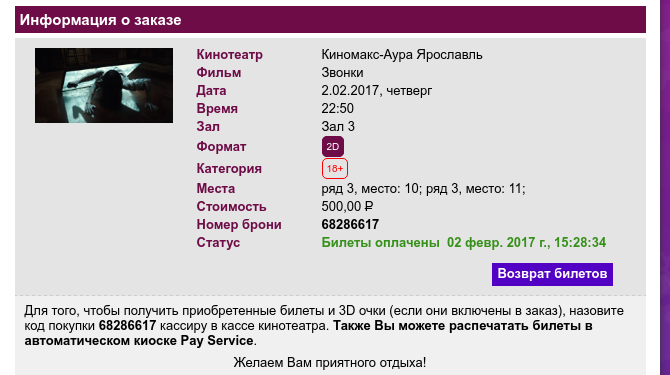 Информация о заказе
Кинотеатр Киномакс-Аура Ярославль
Фильм Звонки
Дата 2.02.2017, четверг
Время 22:50
Зал Зал 3
Формат 2D
Категория 18+
Места ряд 3, место: 10; ряд 3, место: 11;
Стоимость 500,00 ₽
Номер брони 68286617
Статус Билеты оплачены 02 февр. 2017 г., 15:28:34
Возврат билетов
Для того, чтобы получить приобретенные билеты и 3D очки (если они включены в заказ), назовите
код покупки 68286617 кассиру в кассе кинотеатра. Также Вы можете распечатать билеты в
автоматическом киоске Pay Service.
Желаем Вам приятного отдыха!